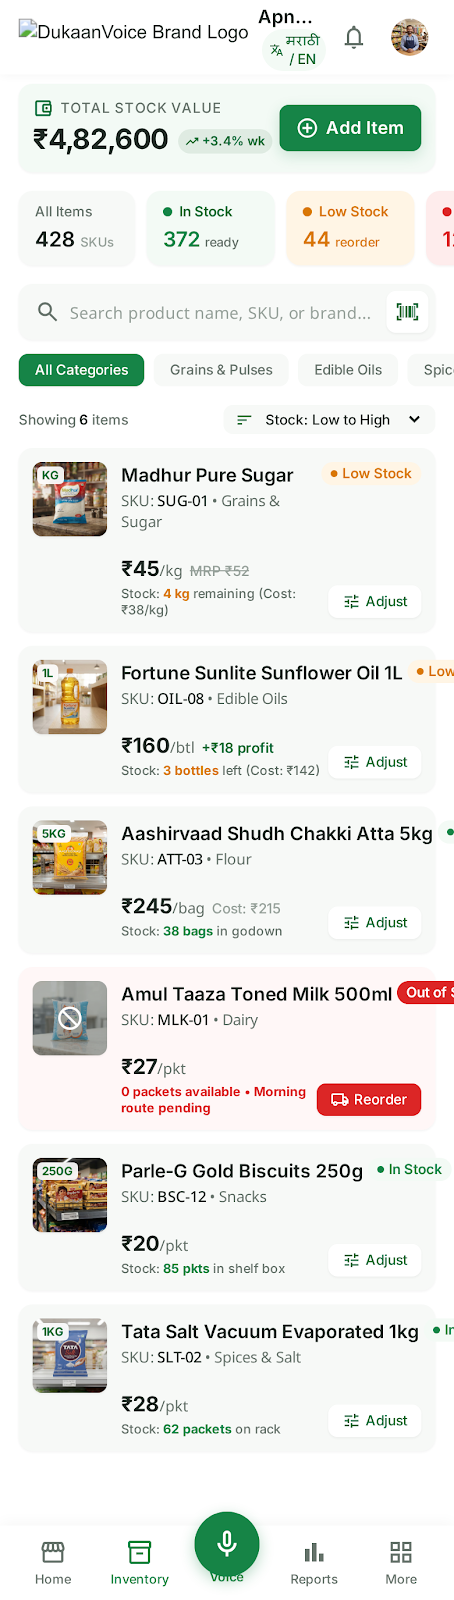 DukaanVoice Brand Logo
Apn...
मराठी
/ EN
TOTAL STOCK VALUE
₹4,82,600
+3.4% wk
Add Item
All Items
428 SKUs
In Stock
372 ready
Low Stock
44 reorder
Search product name, SKU, or brand...
All Categories
Grains & Pulses
Edible Oils
Spic
Showing 6 items
Stock: Low to High
KG
Madhur Pure Sugar
Low Stock
SKU: SUG-01 • Grains &
Sugar
₹45/kg MRP ₹52
Stock: 4 kg remaining (Cost:
₹38/kg)
Adjust
1L
Fortune Sunlite Sunflower Oil 1L
Low
SKU: OIL-08 • Edible Oils
₹160/btl +₹18 profit
Stock: 3 bottles left (Cost: ₹142)
Adjust
5KG
Aashirvaad Shudh Chakki Atta 5kg
SKU: ATT-03 • Flour
₹245/bag Cost: ₹215
Stock: 38 bags in godown
Adjust
Amul Taaza Toned Milk 500ml
Out of S
SKU: MLK-01 • Dairy
₹27/pkt
0 packets available • Morning
route pending
Reorder
250G
Parle-G Gold Biscuits 250g
In Stock
SKU: BSC-12 • Snacks
₹20/pkt
Stock: 85 pkts in shelf box
Adjust
1KG
TATA
Tata Salt Vacuum Evaporated 1kg
In
SKU: SLT-02 • Spices & Salt
₹28/pkt
Stock: 62 packets on rack
Adjust
Home
Inventory
Voice
Reports
More